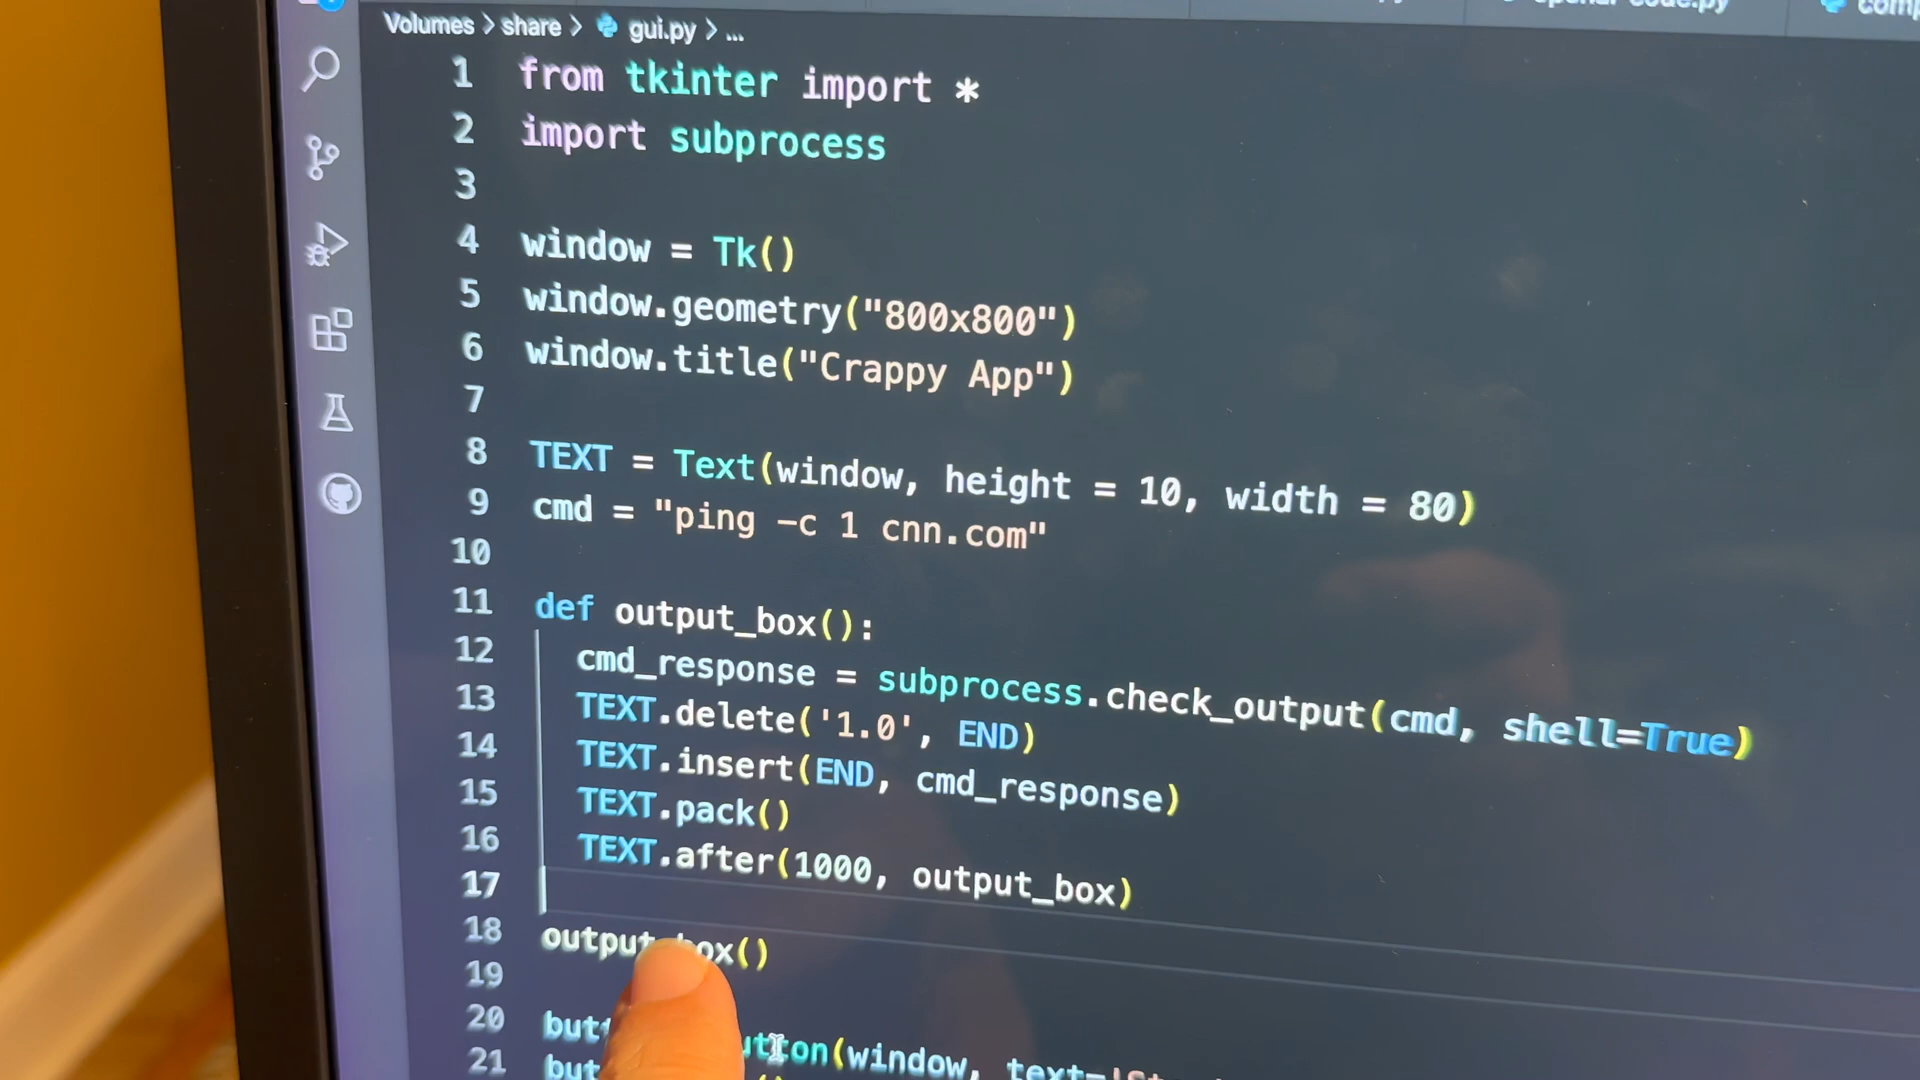 Volumes > share > gui.py > ...
1 from tkinter import *
2 import subprocess
3
4 window = Tk()
5 window.geometry("800x800")
6 window.title("Crappy App")
7
8 TEXT = Text(window, height = 10, width = 80)
9 cmd = "ping -c 1 cnn.com"
10
11 def output_box():
12 cmd_response = subprocess.check_output(cmd, shell=True)
13 TEXT.delete('1.0', END)
14 TEXT.insert(END, cmd_response)
15 TEXT.pack()
16 TEXT.after(1000, output_box)
17
18 output_box()
19
20 (window,
21